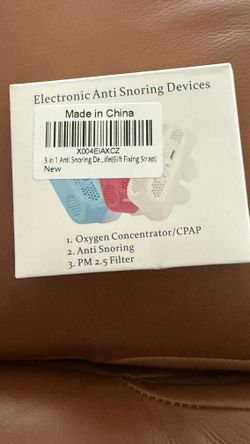 Electronic Anti Snoring Devices
Made in China
X004EIAXCZ
3 in 1 Anti Snoring De...ife(Gift Fixing Strap)
New
1. Oxygen Concentrator/CPAP
2. Anti Snoring
3. PM 2.5 Filter